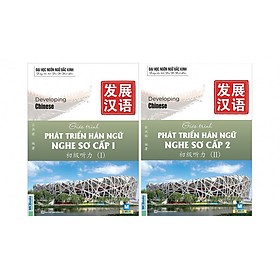 ĐẠI HỌC NGÔN NGỮ BẮC KINH
发展
汉语
Developing
Chinese
Giáo trình
PHÁT TRIỂN HÁN NGỮ
NGHE SƠ CẤP 1
初级听力 (I)
ĐẠI HỌC NGÔN NGỮ BẮC KINH
发展
汉语
Developing
Chinese
Giáo trình
PHÁT TRIỂN HÁN NGỮ
NGHE SƠ CẤP 2
初级听力 (II)